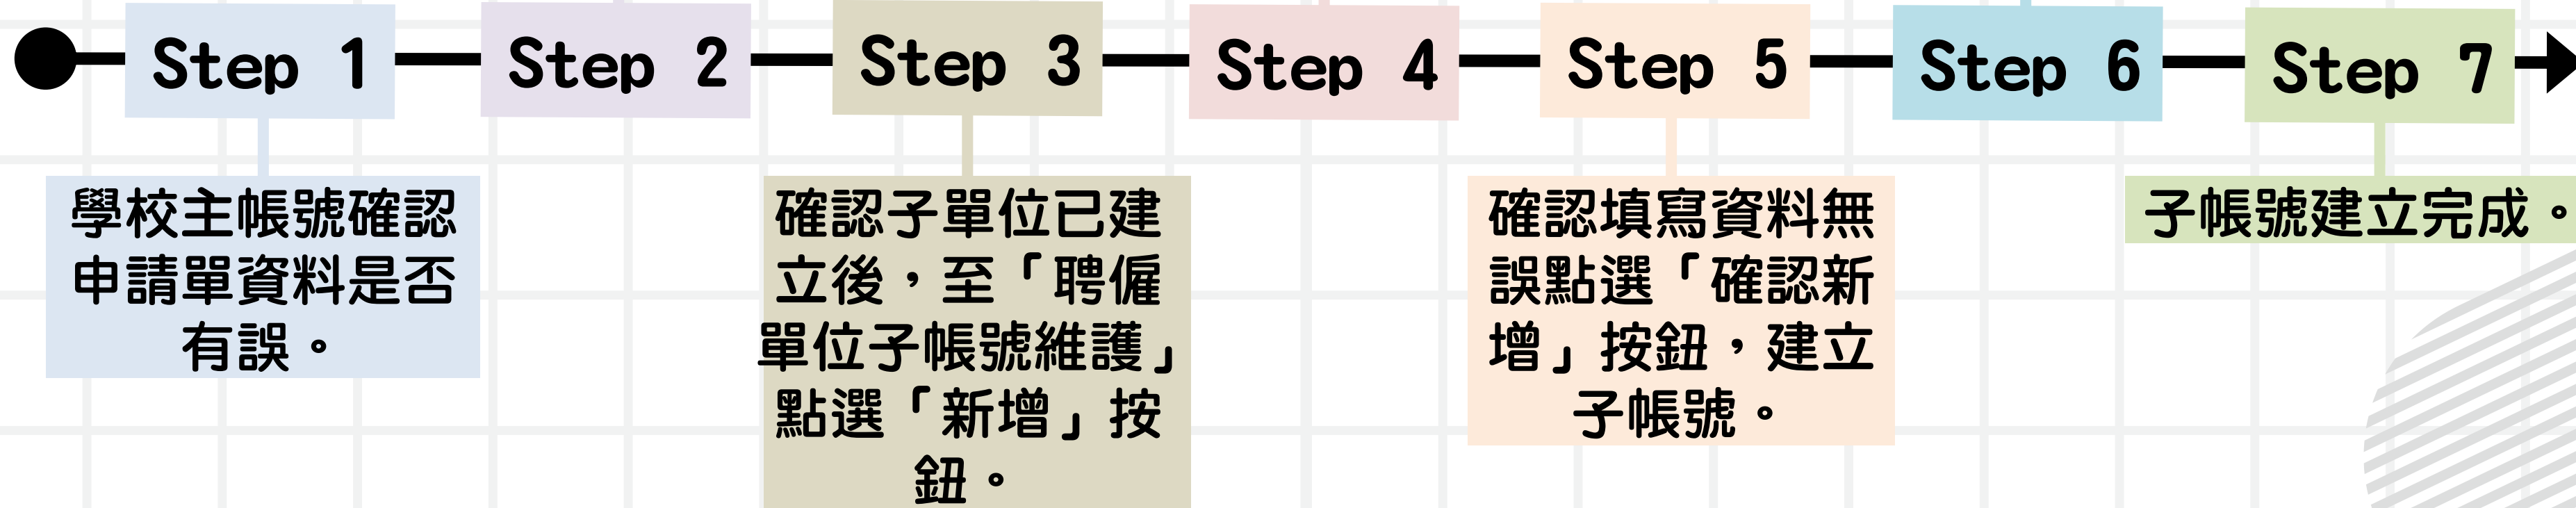 Step 1
Step 2
Step 3
Step 4
Step 5
Step 6
Step 7
學校主帳號確認
申請單資料是否
有誤。
確認子單位已建
立後，至「聘僱
單位子帳號維護」
點選「新增」按
鈕。
確認填寫資料無
誤點選「確認新
增」按鈕，建立
子帳號。
子帳號建立完成。